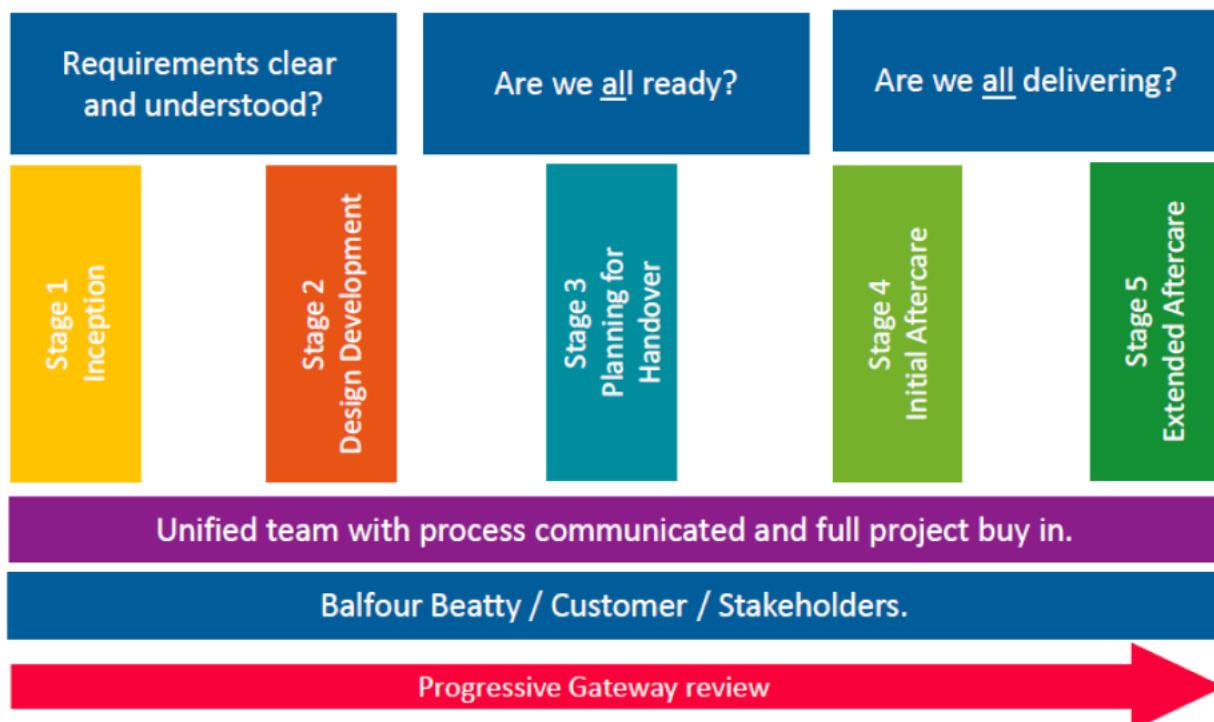 Requirements clear
and understood?
Are we all ready?
Are we all delivering?
Stage 1
Inception
Stage 2
Design Development
Stage 3
Planning for
Handover
Stage 4
Initial Aftercare
Stage 5
Extended Aftercare
Unified team with process communicated and full project buy in.
Balfour Beatty / Customer / Stakeholders.
Progressive Gateway review